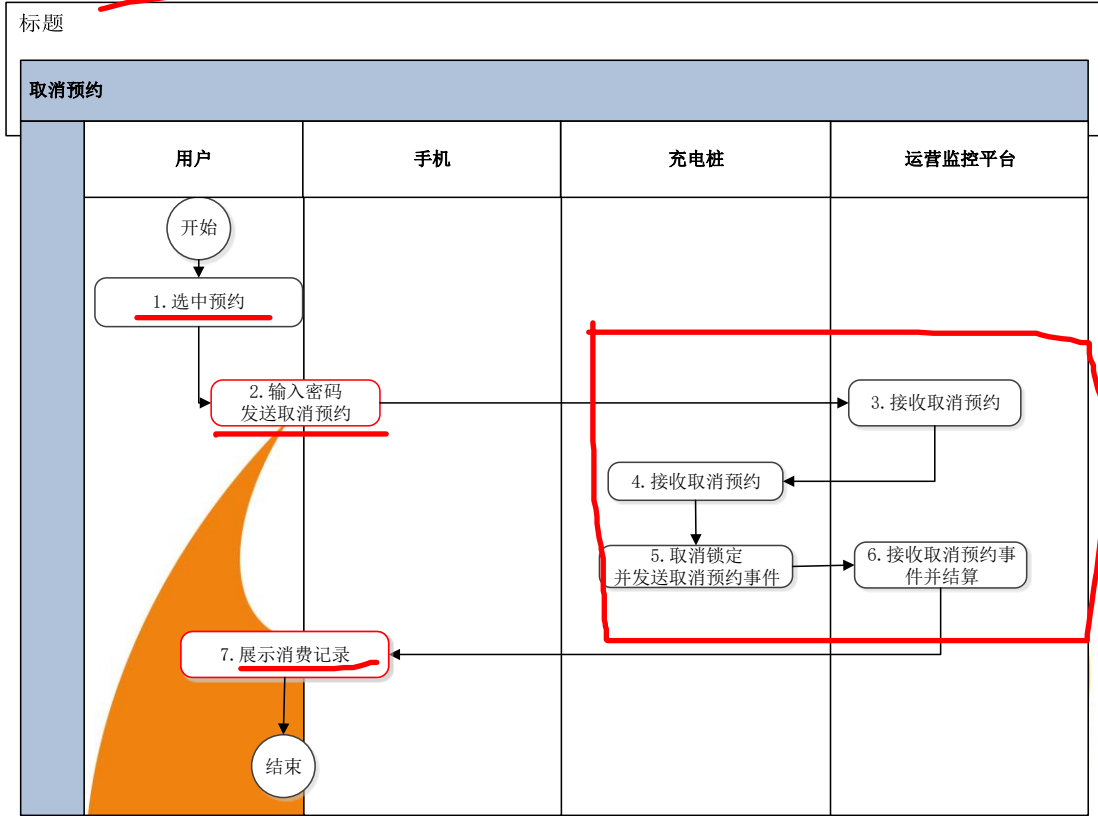 标题
取消预约
用户
手机
充电桩
运营监控平台
开始
1.选中预约
2.输入密码
发送取消预约
3.接收取消预约
4.接收取消预约
5.取消锁定
并发送取消预约事件
6.接收取消预约事
件并结算
7.展示消费记录
结束